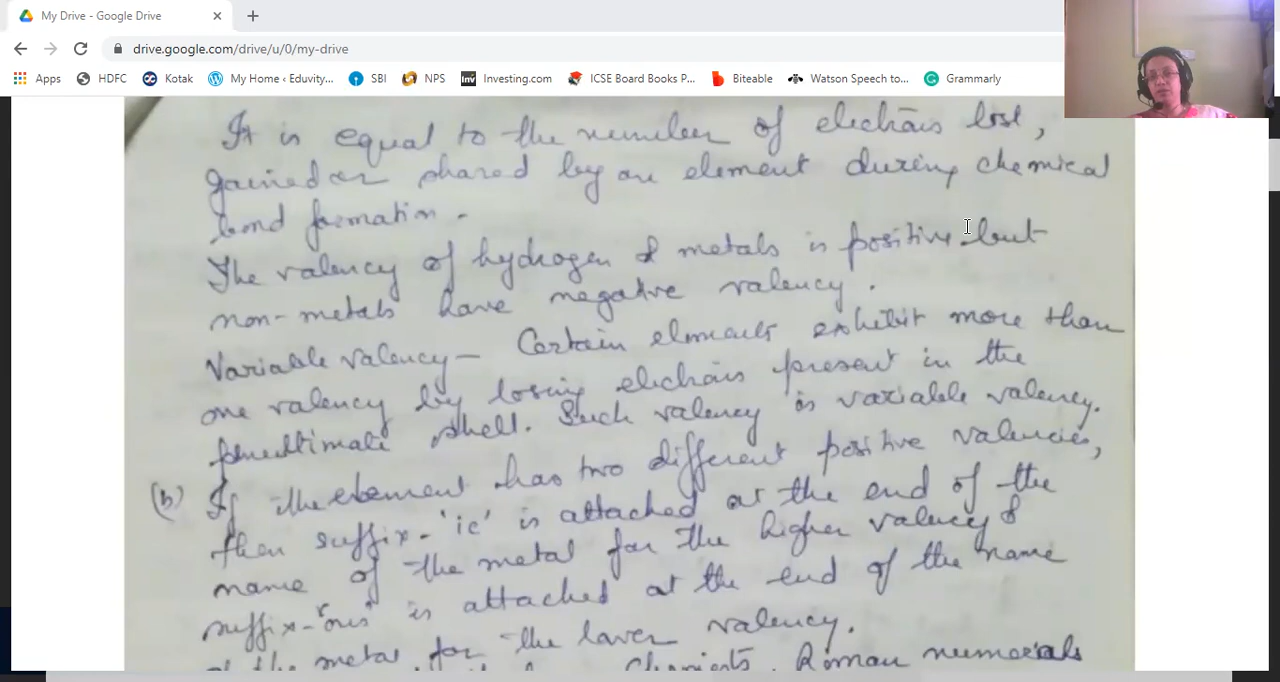 My Drive - Google Drive
drive.google.com/drive/u/0/my-drive
Apps HDFC Kotak My Home ‹ Eduvity... SBI NPS Investing.com ICSE Board Books P... Biteable Watson Speech to... Grammarly
It is equal to the number of electrons lost,
gained or shared by an element during chemical
bond formation.
The valency of hydrogen & metals is positive but
non-metals have negative valency.
Variable valency - Certain elements exhibit more than
one valency by losing electrons present in the
penultimate shell. Such valency is variable valency.
(b) If the element has two different positive valencies,
then suffix-'ic' is attached at the end of the
name of the metal for the higher valency &
suffix-"ous" is attached at the end of the name
of the metal for the lower valency.
Chemists, Roman numerals